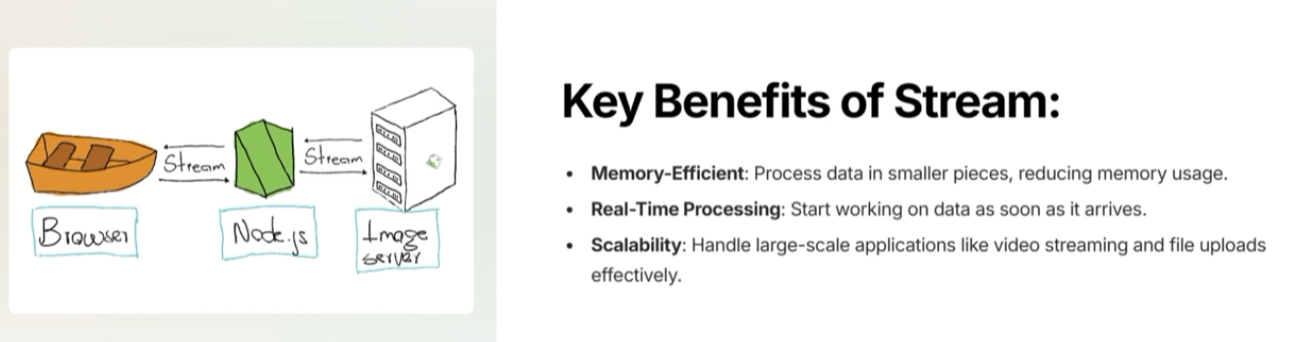 Stream
Stream
Browser
Node.js
Image
server
Key Benefits of Stream:
• Memory-Efficient: Process data in smaller pieces, reducing memory usage.
• Real-Time Processing: Start working on data as soon as it arrives.
• Scalability: Handle large-scale applications like video streaming and file uploads
effectively.